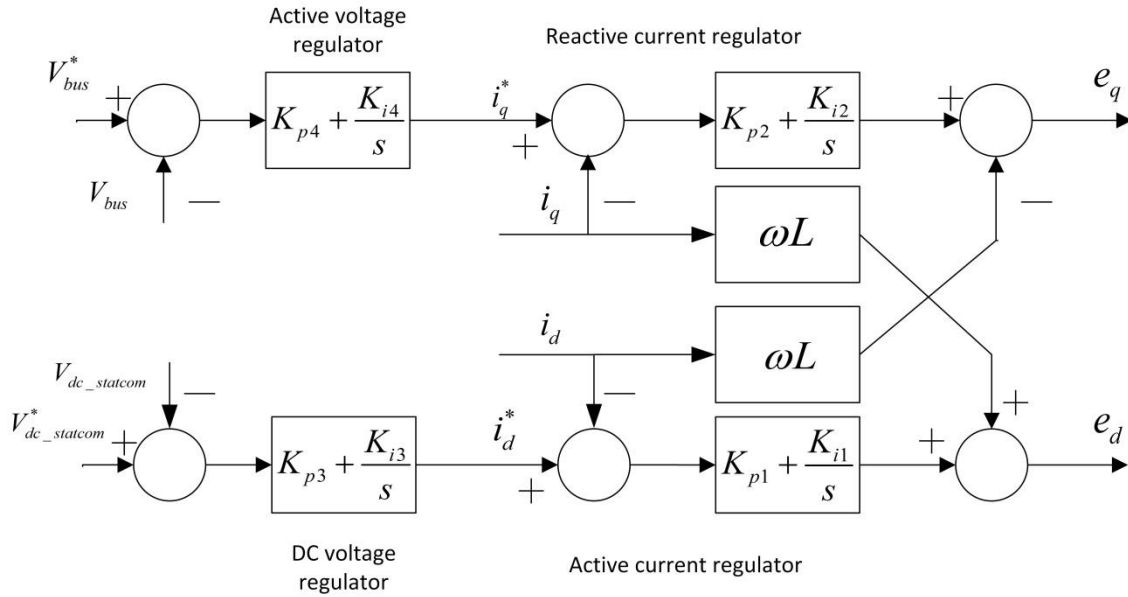 Active voltage
regulator
Reactive current regulator
V*bus
+
Vbus
—
Kp4 + Ki4/s
i*q
+
Kp2 + Ki2/s
+
eq
—
iq
—
ωL
id
—
ωL
Vdc_statcom
—
V*dc_statcom
+
Kp3 + Ki3/s
i*d
+
Kp1 + Ki1/s
+
+
ed
DC voltage
regulator
Active current regulator